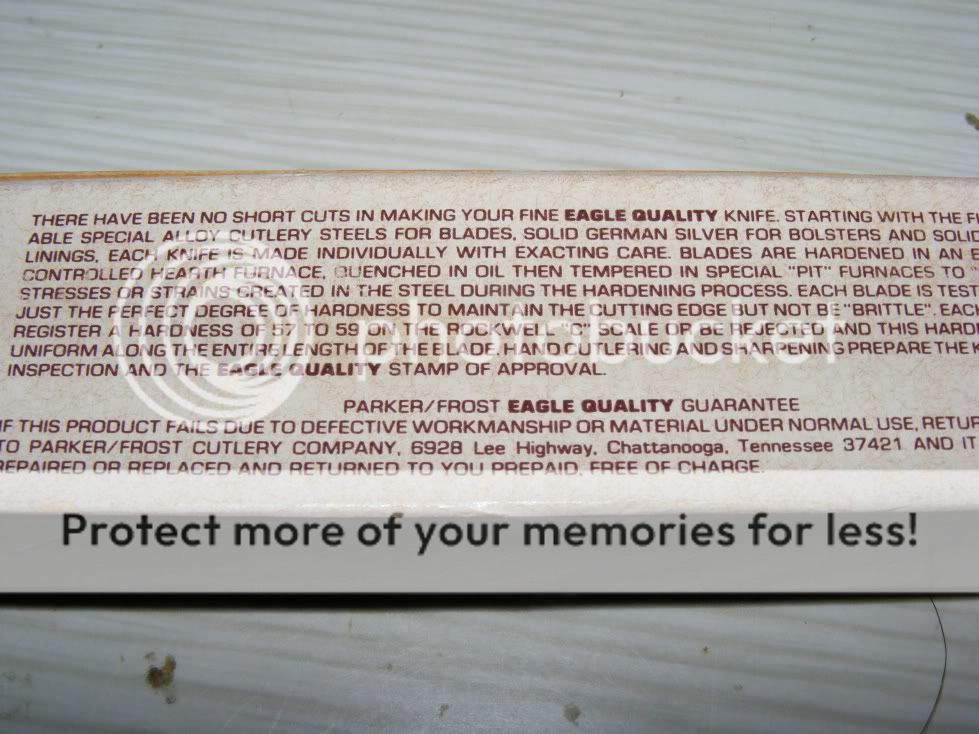 THERE HAVE BEEN NO SHORT CUTS IN MAKING YOUR FINE EAGLE QUALITY KNIFE. STARTING WITH THE
ABLE SPECIAL ALLOY CUTLERY STEELS FOR BLADES, SOLID GERMAN SILVER FOR BOLSTERS AND SOLID
LININGS, EACH KNIFE IS MADE INDIVIDUALLY WITH EXACTING CARE. BLADES ARE HARDENED IN AN
CONTROLLED HEARTH FURNACE, QUENCHED IN OIL THEN TEMPERED IN SPECIAL "PIT" FURNACES TO
STRESSES OR STRAINS CREATED IN THE STEEL DURING THE HARDENING PROCESS. EACH BLADE IS TEST
JUST THE PERFECT DEGREE OF HARDNESS TO MAINTAIN THE CUTTING EDGE BUT NOT BE "BRITTLE". EAC
REGISTER A HARDNESS OF 57 TO 59 ON THE ROCKWELL "C" SCALE OR BE REJECTED AND THIS HARD
UNIFORM ALONG THE ENTIRE LENGTH OF THE BLADE. HAND CUTLERING AND SHARPENING PREPARE THE
INSPECTION AND THE EAGLE QUALITY STAMP OF APPROVAL.
PARKER/FROST EAGLE QUALITY GUARANTEE
IF THIS PRODUCT FAILS DUE TO DEFECTIVE WORKMANSHIP OR MATERIAL UNDER NORMAL USE, RETUR
TO PARKER/FROST CUTLERY COMPANY, 6928 Lee Highway, Chattanooga, Tennessee 37421 AND IT
REPAIRED OR REPLACED AND RETURNED TO YOU PREPAID, FREE OF CHARGE.
photobucket
Protect more of your memories for less!